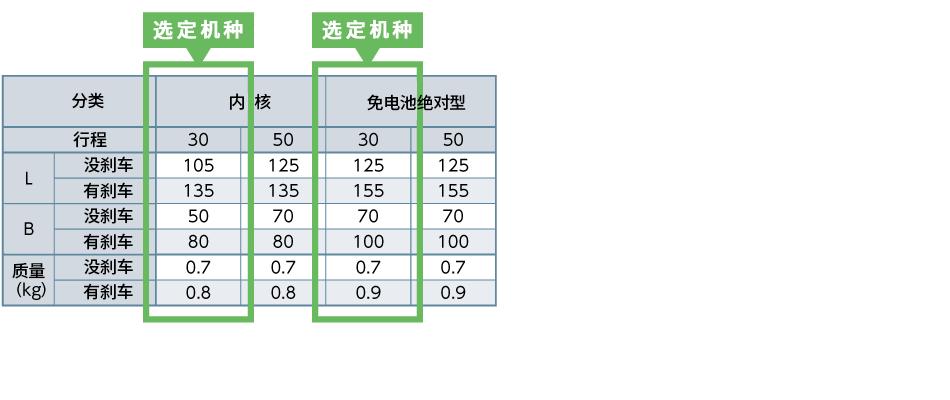 选定机种 选定机种
分类 内 核 免电池绝对型
行程 30 50 30 50
L 没刹车 105 125 125 125
有刹车 135 135 155 155
B 没刹车 50 70 70 70
有刹车 80 80 100 100
质量(kg) 没刹车 0.7 0.7 0.7 0.7
有刹车 0.8 0.8 0.9 0.9